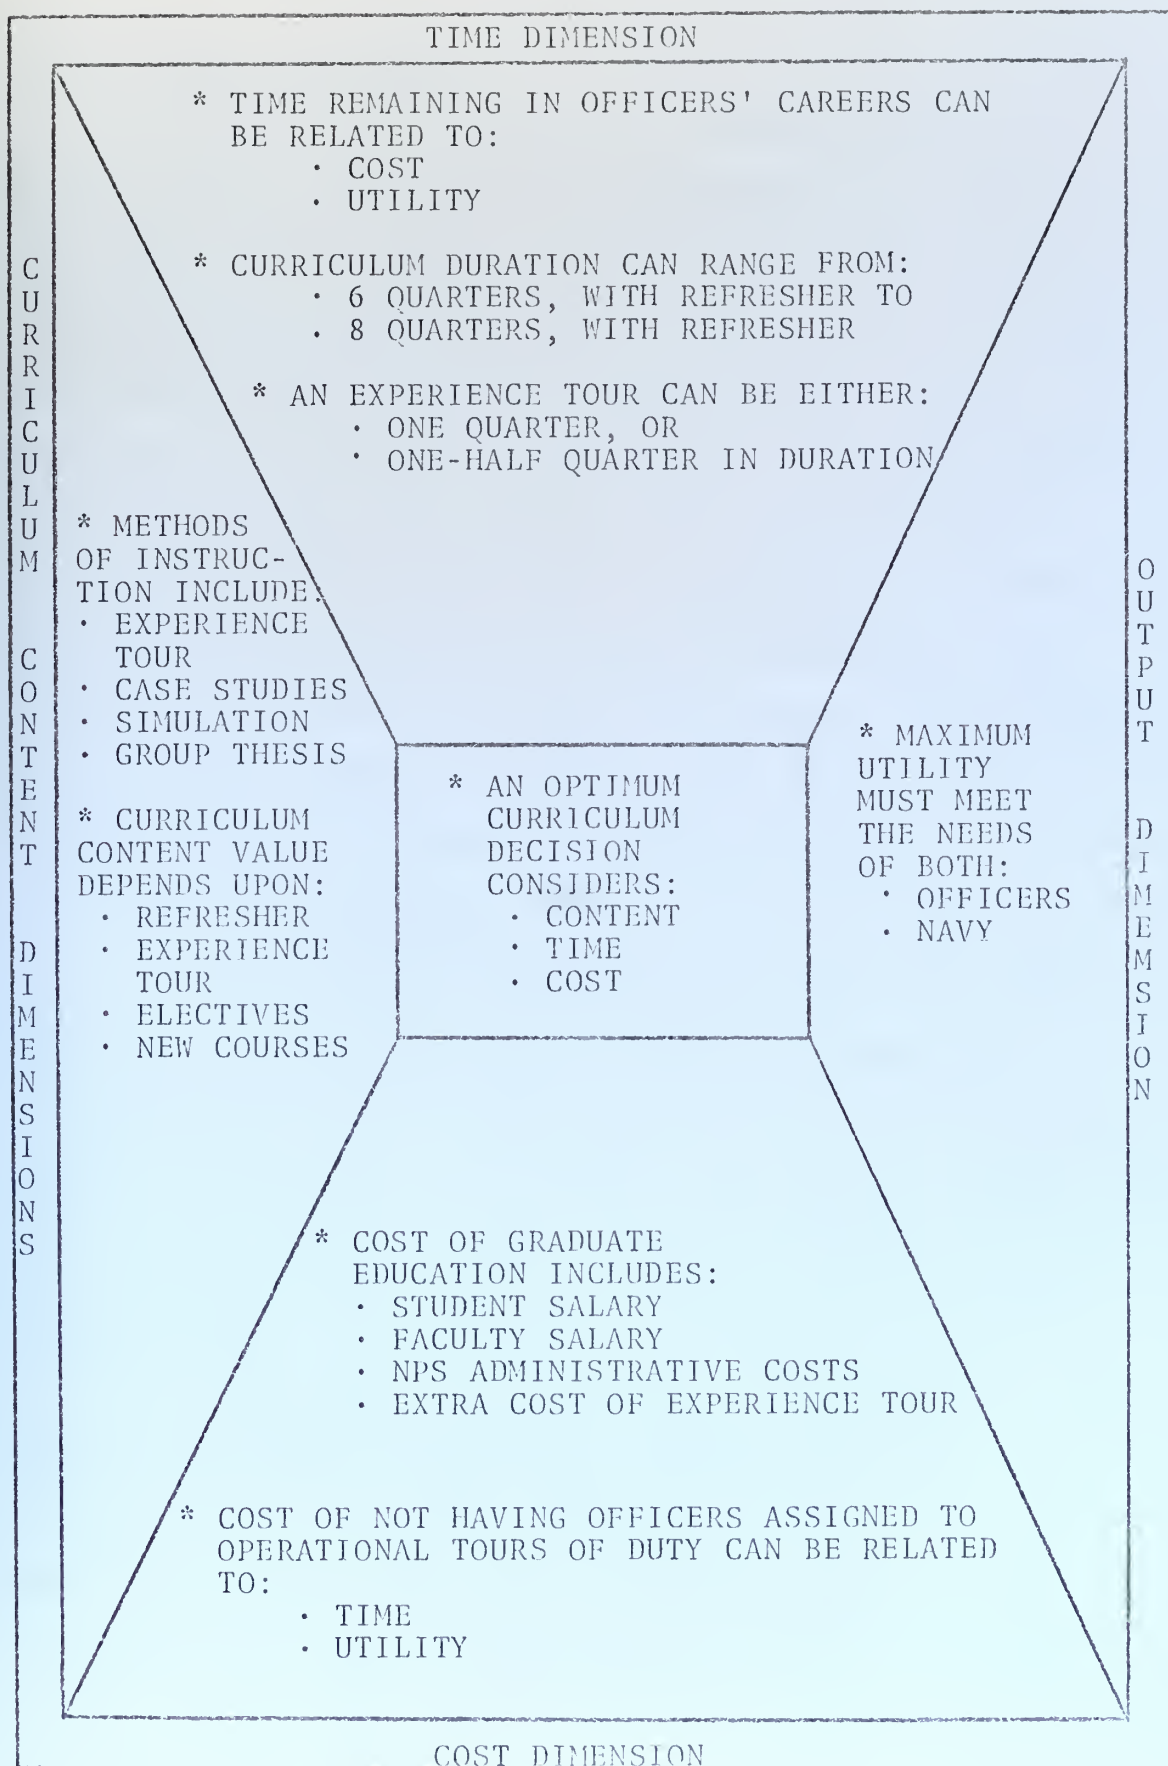 TIME DIMENSION
* TIME REMAINING IN OFFICERS' CAREERS CAN
BE RELATED TO:
· COST
· UTILITY
* CURRICULUM DURATION CAN RANGE FROM:
· 6 QUARTERS, WITH REFRESHER TO
. 8 QUARTERS, WITH REFRESHER
* AN EXPERIENCE TOUR CAN BE EITHER:
· ONE QUARTER, OR
· ONE-HALF QUARTER IN DURATION
CURRICULUM CONTENT DIMENSIONS
* METHODS
OF INSTRUC-
TION INCLUDE:
· EXPERIENCE
TOUR
· CASE STUDIES
· SIMULATION
· GROUP THESIS
* CURRICULUM
CONTENT VALUE
DEPENDS UPON:
· REFRESHER
· EXPERIENCE
TOUR
· ELECTIVES
· NEW COURSES
* AN OPTIMUM
CURRICULUM
DECISION
CONSIDERS:
· CONTENT
· TIME
· COST
* MAXIMUM
UTILITY
MUST MEET
THE NEEDS
OF BOTH:
· OFFICERS
· NAVY
OUTPUT DIMEMSION
* COST OF GRADUATE
EDUCATION INCLUDES:
· STUDENT SALARY
· FACULTY SALARY
· NPS ADMINISTRATIVE COSTS
· EXTRA COST OF EXPERIENCE TOUR
* COST OF NOT HAVING OFFICERS ASSIGNED TO
OPERATIONAL TOURS OF DUTY CAN BE RELATED
TO:
· TIME
· UTILITY
COST DIMENSION